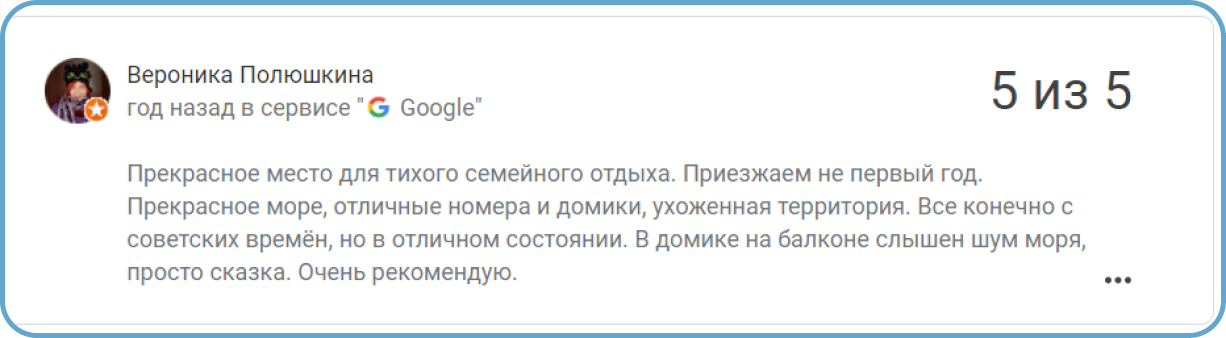 Вероника Полюшкина
год назад в сервисе " Google"
5 из 5
Прекрасное место для тихого семейного отдыха. Приезжаем не первый год.
Прекрасное море, отличные номера и домики, ухоженная территория. Все конечно с
советских времён, но в отличном состоянии. В домике на балконе слышен шум моря,
просто сказка. Очень рекомендую.